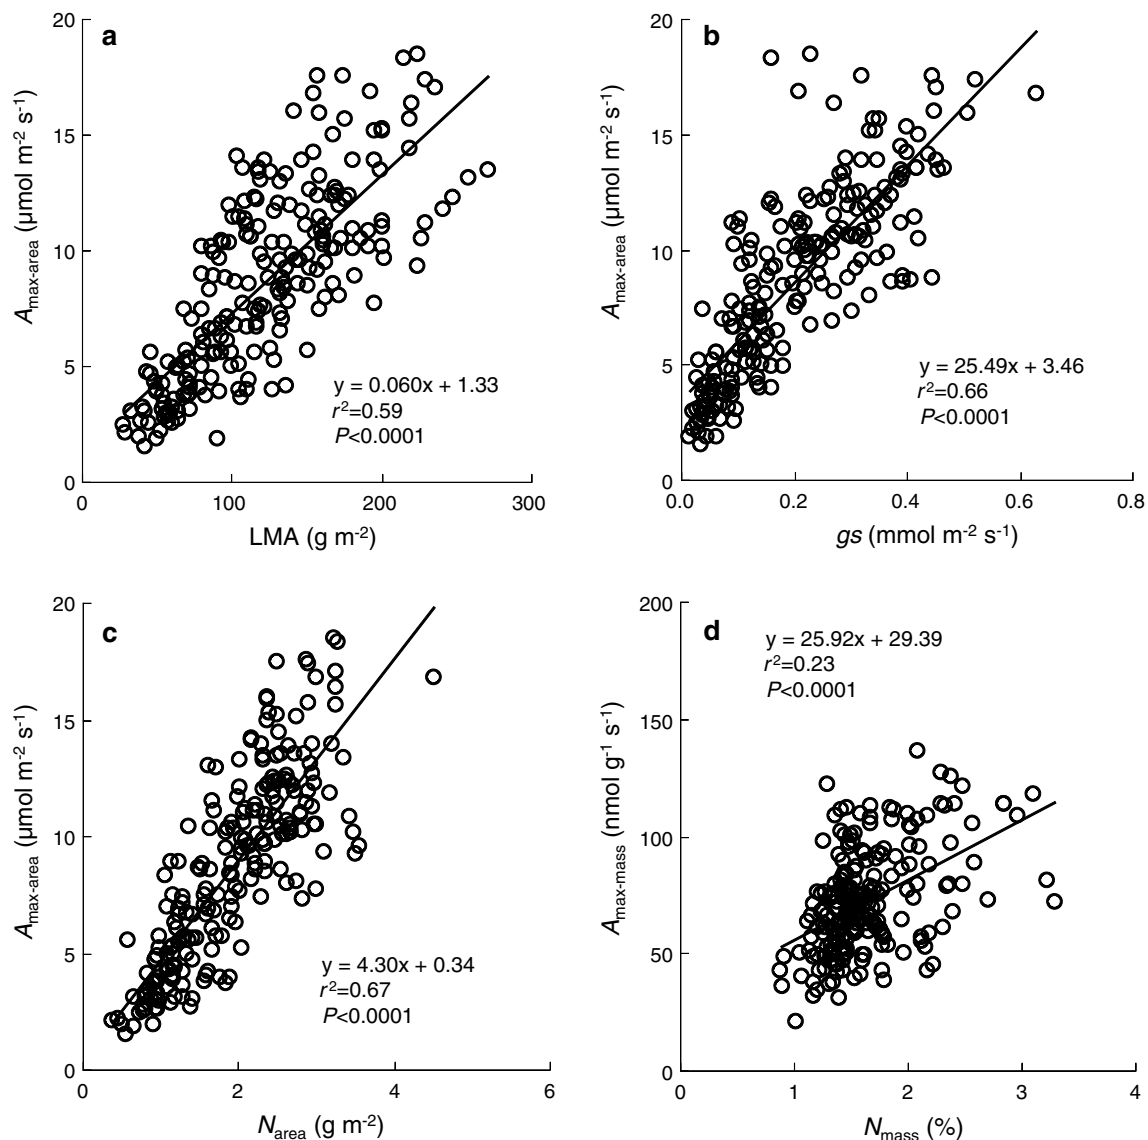 a
20
15
10
5
0
A max-area (µmol m-2 s-1)
y = 0.060x + 1.33
r²=0.59
P<0.0001
0 100 200 300
LMA (g m-2)
b
20
15
10
5
0
A max-area (µmol m-2 s-1)
y = 25.49x + 3.46
r²=0.66
P<0.0001
0.0 0.2 0.4 0.6 0.8
gs (mmol m-2 s-1)
c
20
15
10
5
0
A max-area (µmol m-2 s-1)
y = 4.30x + 0.34
r²=0.67
P<0.0001
0 2 4 6
N area (g m-2)
d
200
150
100
50
0
A max-mass (nmol g-1 s-1)
y = 25.92x + 29.39
r²=0.23
P<0.0001
0 1 2 3 4
N mass (%)